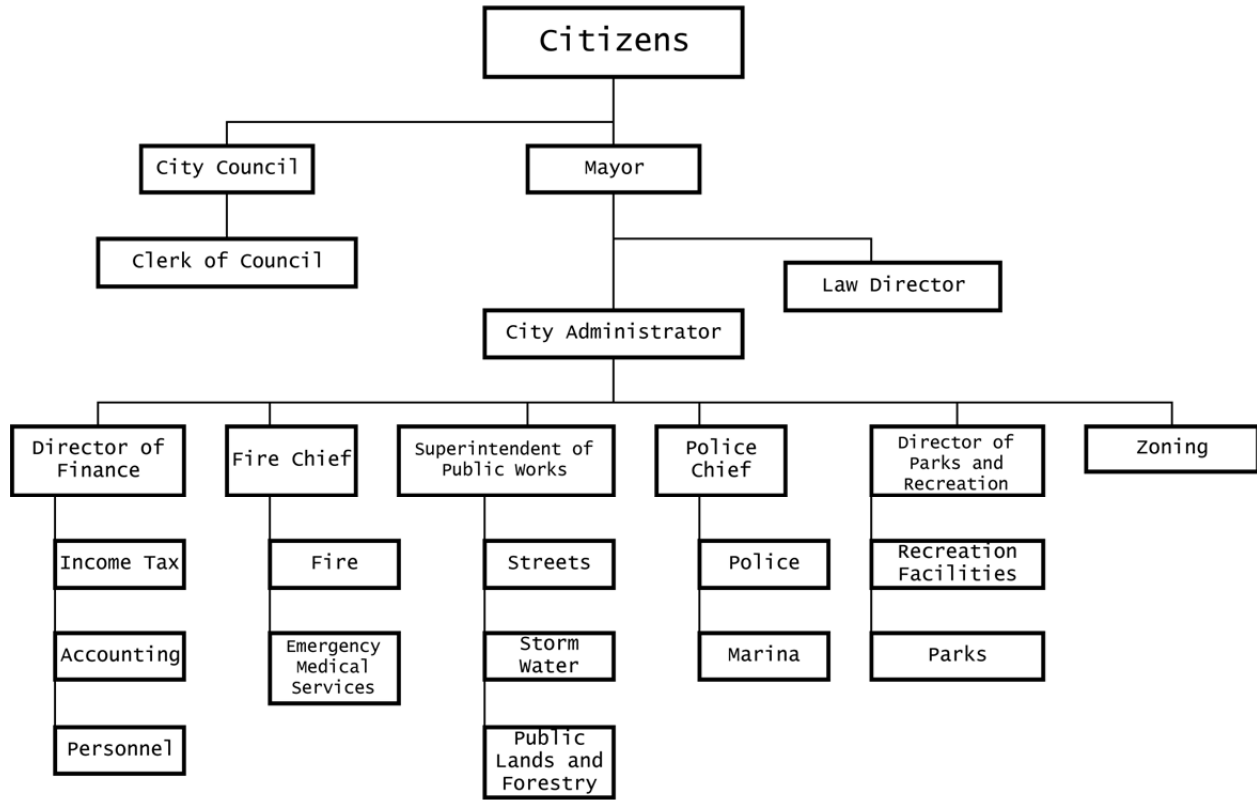 Citizens
City Council
Mayor
Clerk of Council
Law Director
City Administrator
Director of
Finance
Fire Chief
Superintendent of
Public Works
Police
Chief
Director of
Parks and
Recreation
Zoning
Income Tax
Fire
Streets
Police
Recreation
Facilities
Accounting
Emergency
Medical
Services
Storm
Water
Marina
Parks
Personnel
Public
Lands and
Forestry